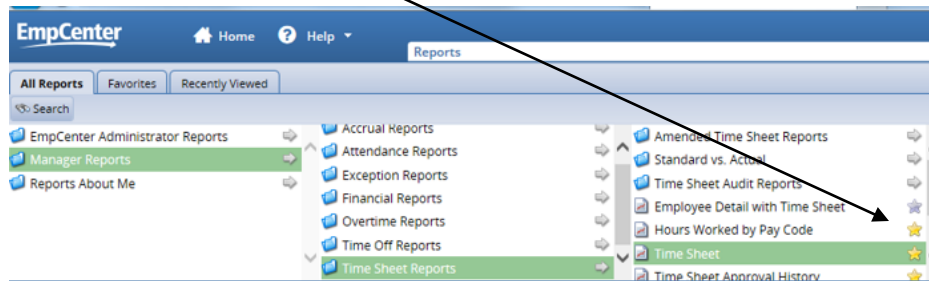 EmpCenter Home ? Help
Reports
All Reports Favorites Recently Viewed
Search
EmpCenter Administrator Reports
Manager Reports
Reports About Me
Accrual Reports
Attendance Reports
Exception Reports
Financial Reports
Overtime Reports
Time Off Reports
Time Sheet Reports
Amended Time Sheet Reports
Standard vs. Actual
Time Sheet Audit Reports
Employee Detail with Time Sheet
Hours Worked by Pay Code
Time Sheet
Time Sheet Approval History